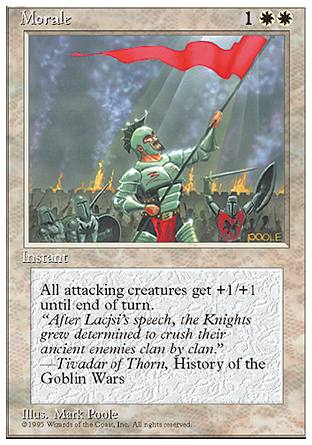 Morale 1
POOLE
Instant
All attacking creatures get +1/+1
until end of turn.
"After Lacjsi's speech, the Knights
grew determined to crush their
ancient enemies clan by clan."
—Tivadar of Thorn, History of the
Goblin Wars
Illus. Mark Poole
©1995 Wizards of the Coast, Inc. All rights reserved.